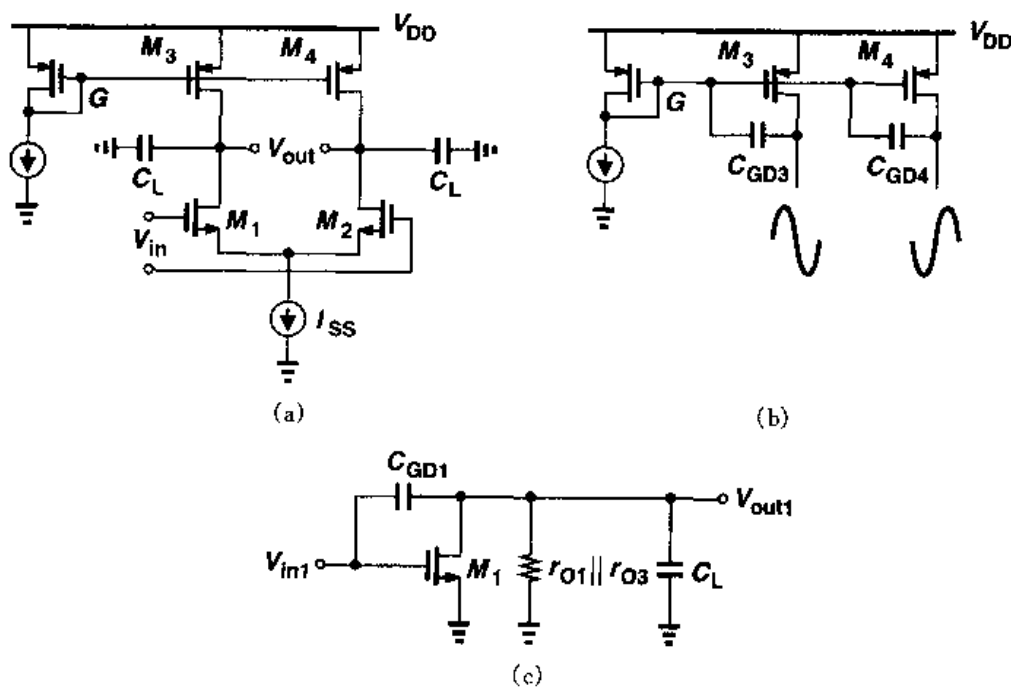 V_DD
M_3
M_4
G
V_out
C_L
C_L
M_1
M_2
V_in
I_SS
(a)
V_DD
M_3
M_4
G
C_GD3
C_GD4
(b)
C_GD1
V_out1
V_in1
M_1
r_O1||r_O3
C_L
(c)